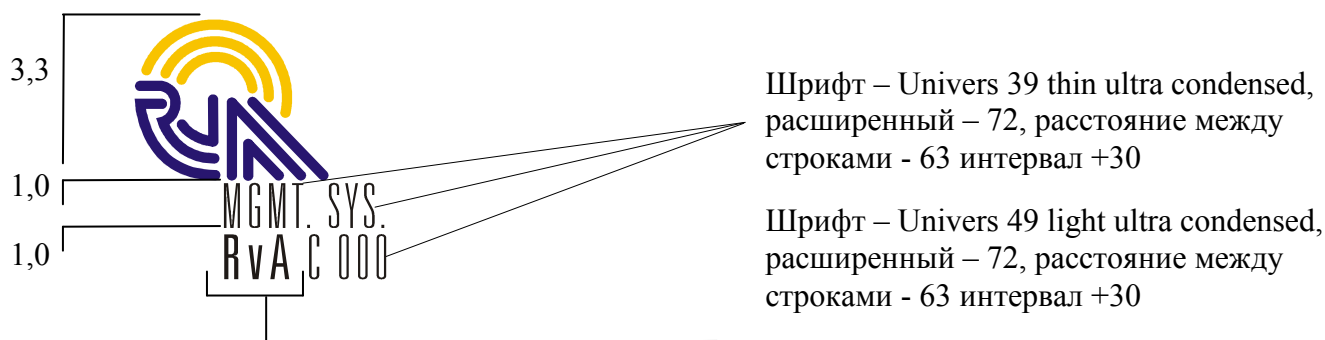 3,3
Шрифт – Univers 39 thin ultra condensed,
расширенный – 72, расстояние между
строками - 63 интервал +30
1,0
MGMT. SYS.
1,0
RvA C 000
Шрифт – Univers 49 light ultra condensed,
расширенный – 72, расстояние между
строками - 63 интервал +30